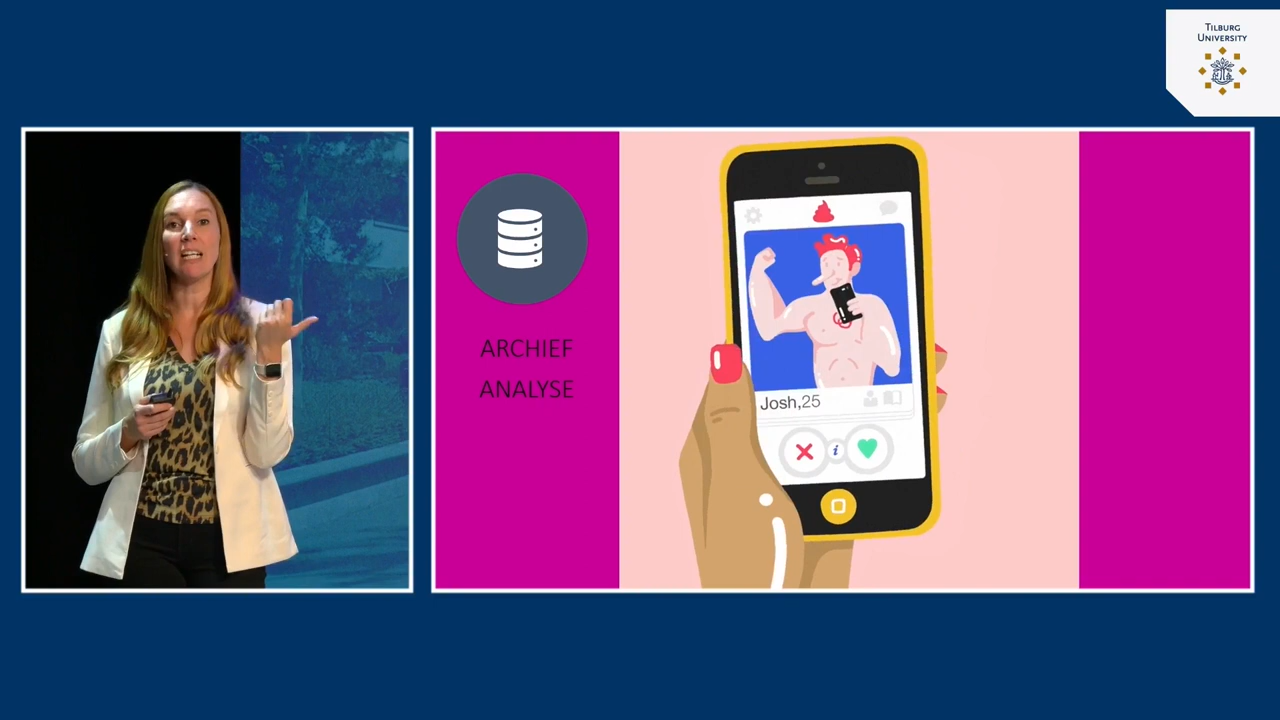 TILBURG
UNIVERSITY
ARCHIEF
ANALYSE
Josh,25
i